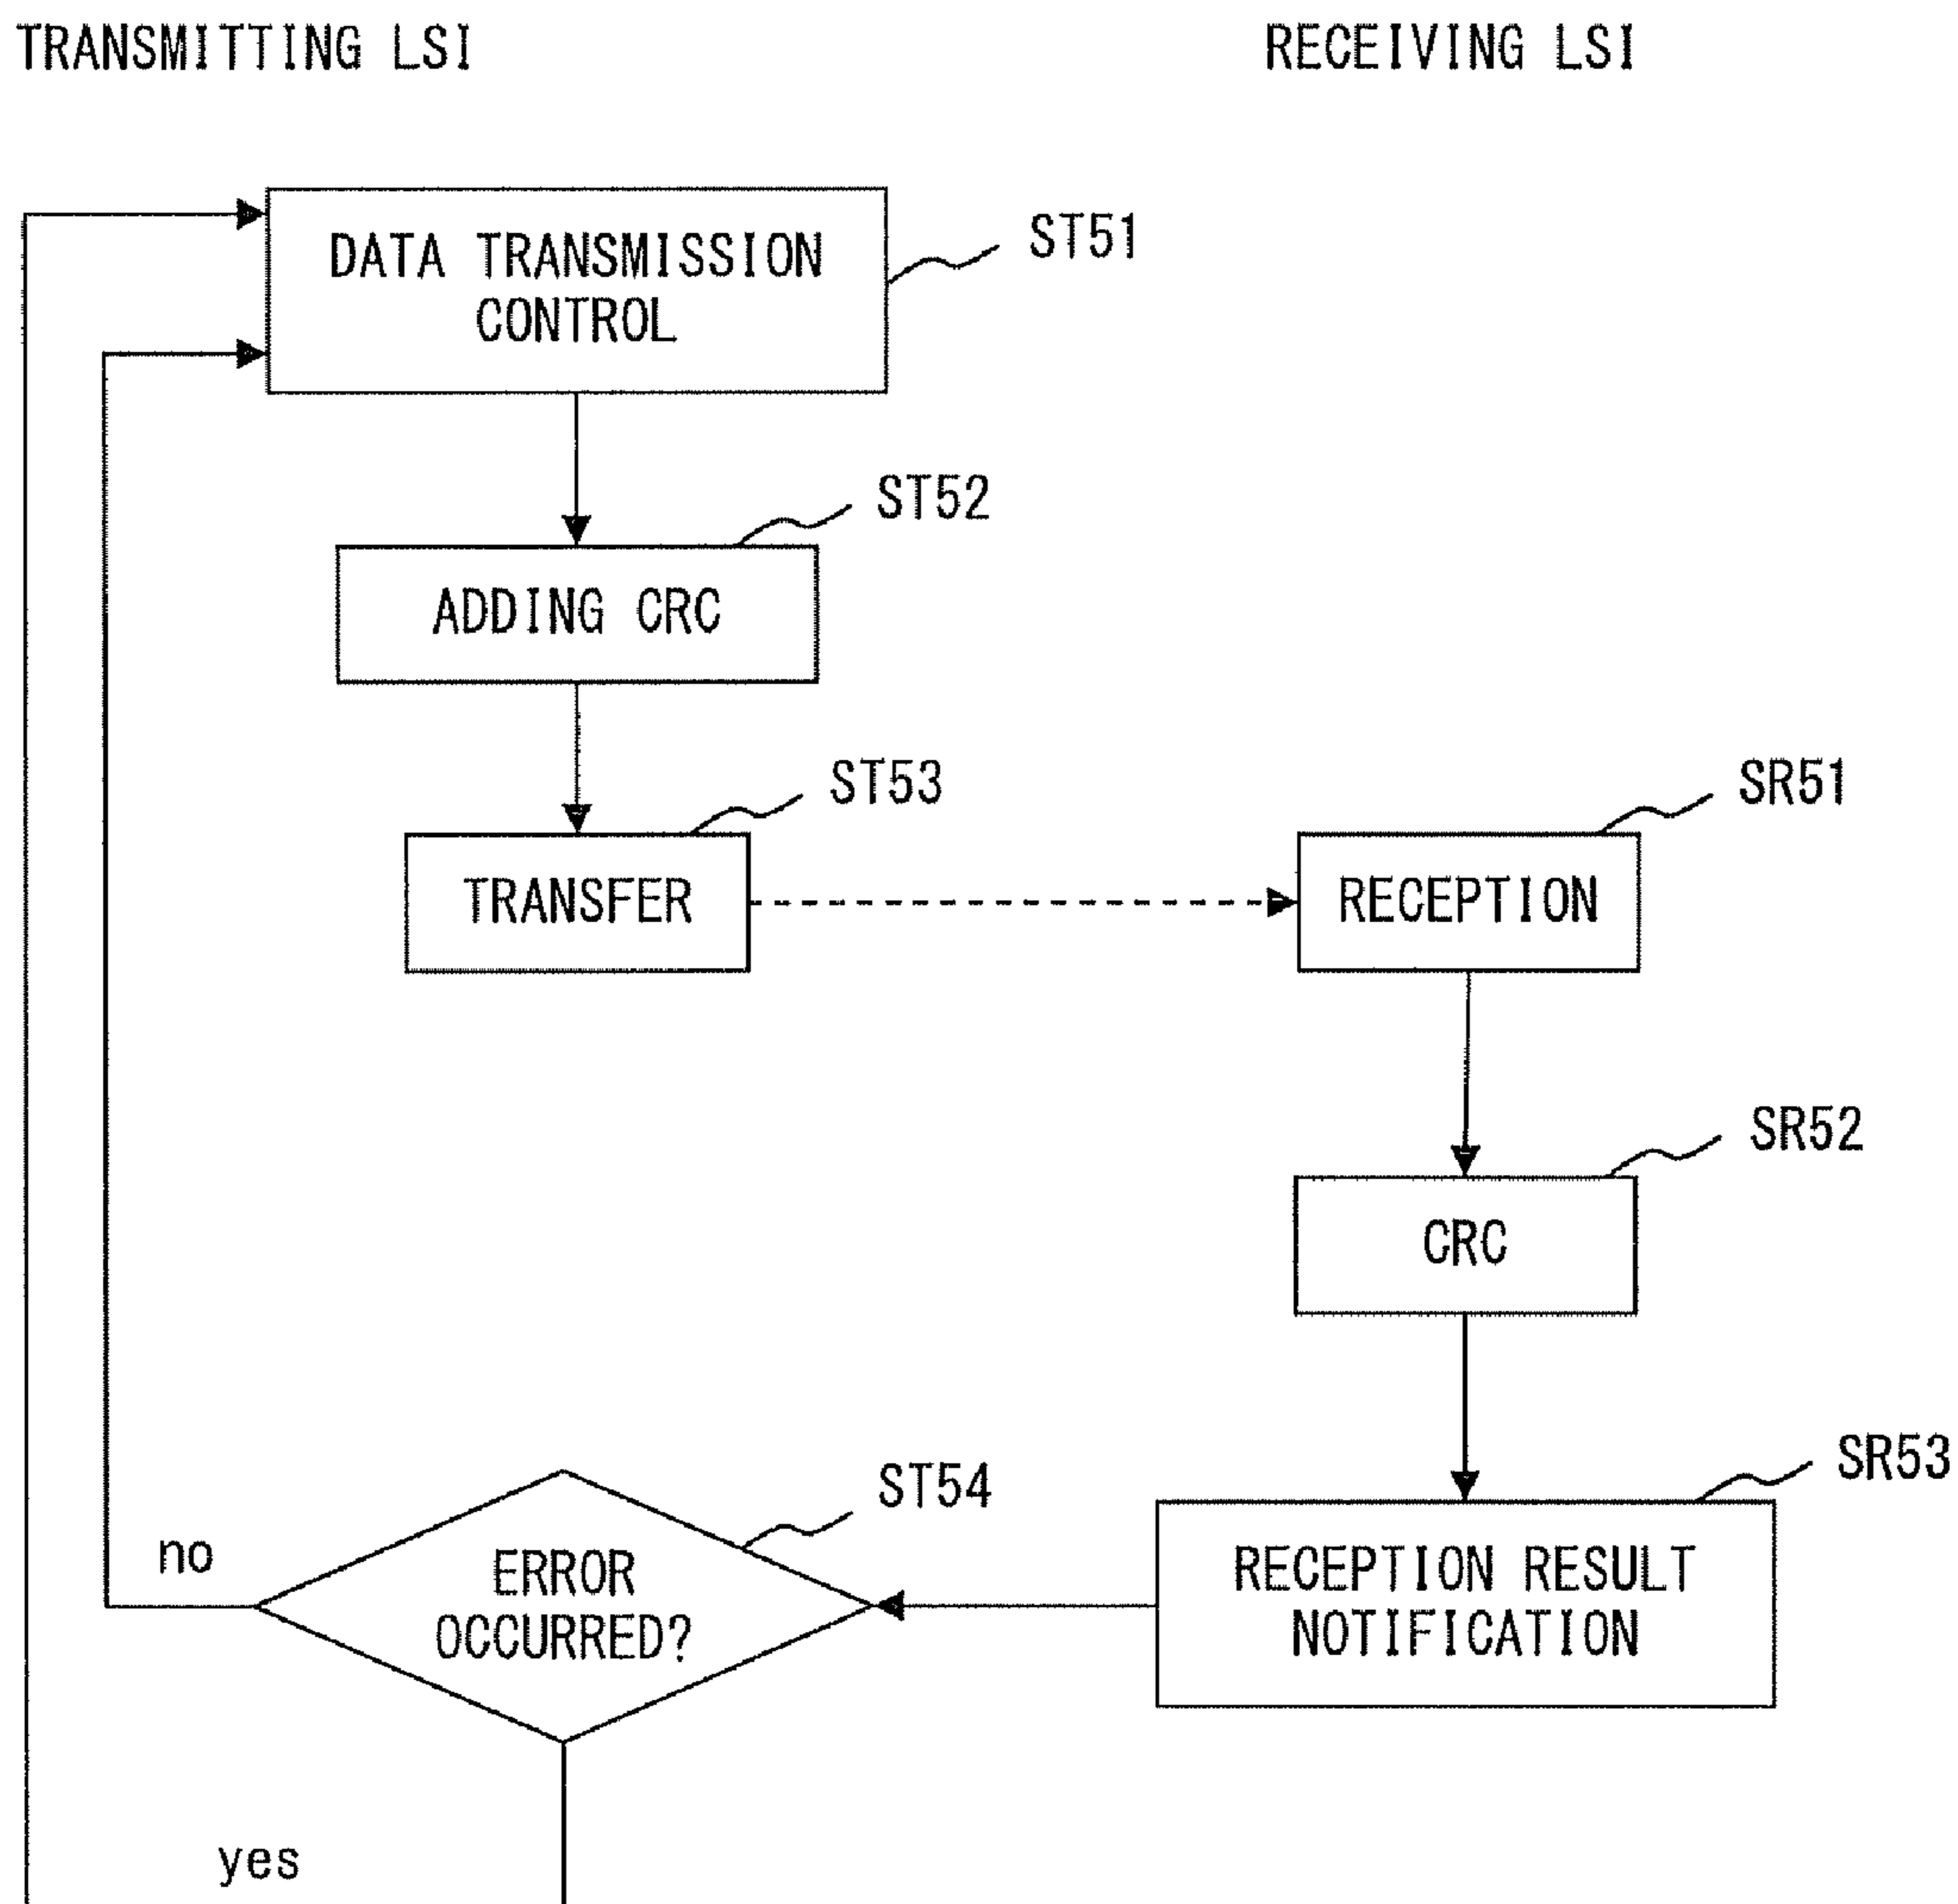 TRANSMITTING LSI
RECEIVING LSI
DATA TRANSMISSION
CONTROL
ST51
ST52
ADDING CRC
ST53
TRANSFER
SR51
RECEPTION
SR52
CRC
SR53
RECEPTION RESULT
NOTIFICATION
ST54
ERROR
OCCURRED?
no
yes